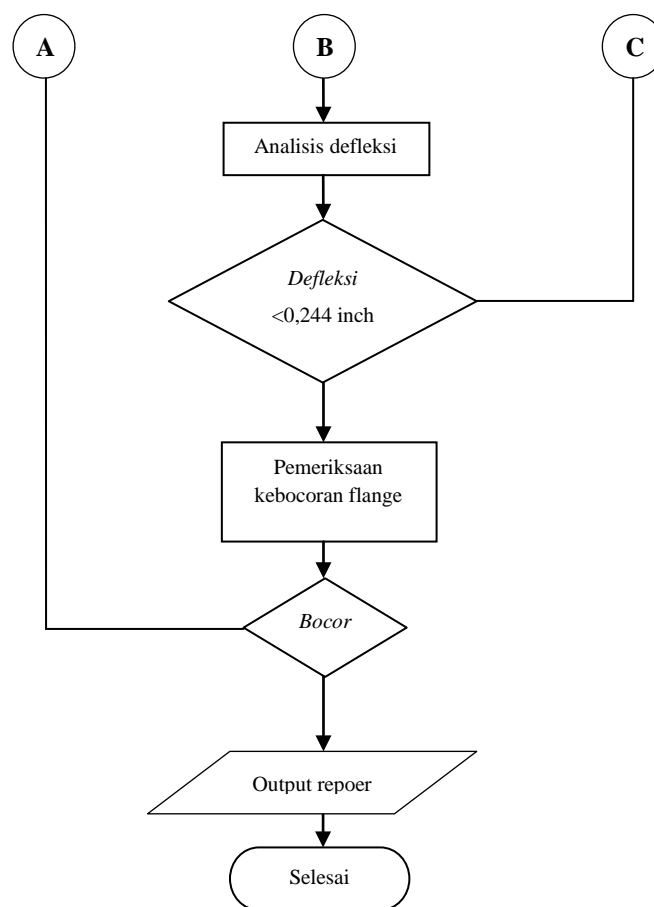 A
B
C
Analisis defleksi
Defleksi
<0,244 inch
Pemeriksaan
kebocoran flange
Bocor
Output repoer
Selesai